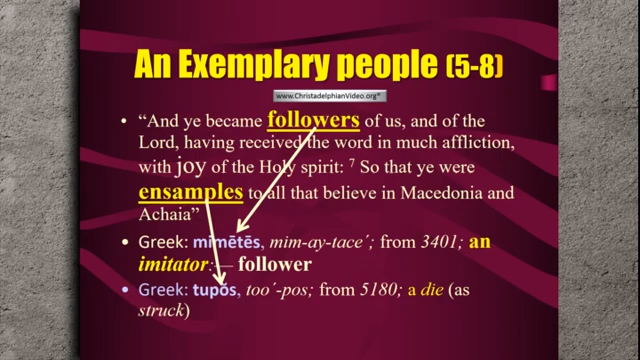 An Exemplary people (5-8)
www.ChristadelphianVideo.org"
• “And ye became followers of us, and of the
Lord, having received the word in much affliction,
with joy of the Holy spirit: ⁷ So that ye were
ensamples to all that believe in Macedonia and
Achaia”
• Greek: mimētēs, mim-ay-tace´; from 3401; an
imitator:— follower
• Greek: tupŏs, too´-pos; from 5180; a die (as
struck)